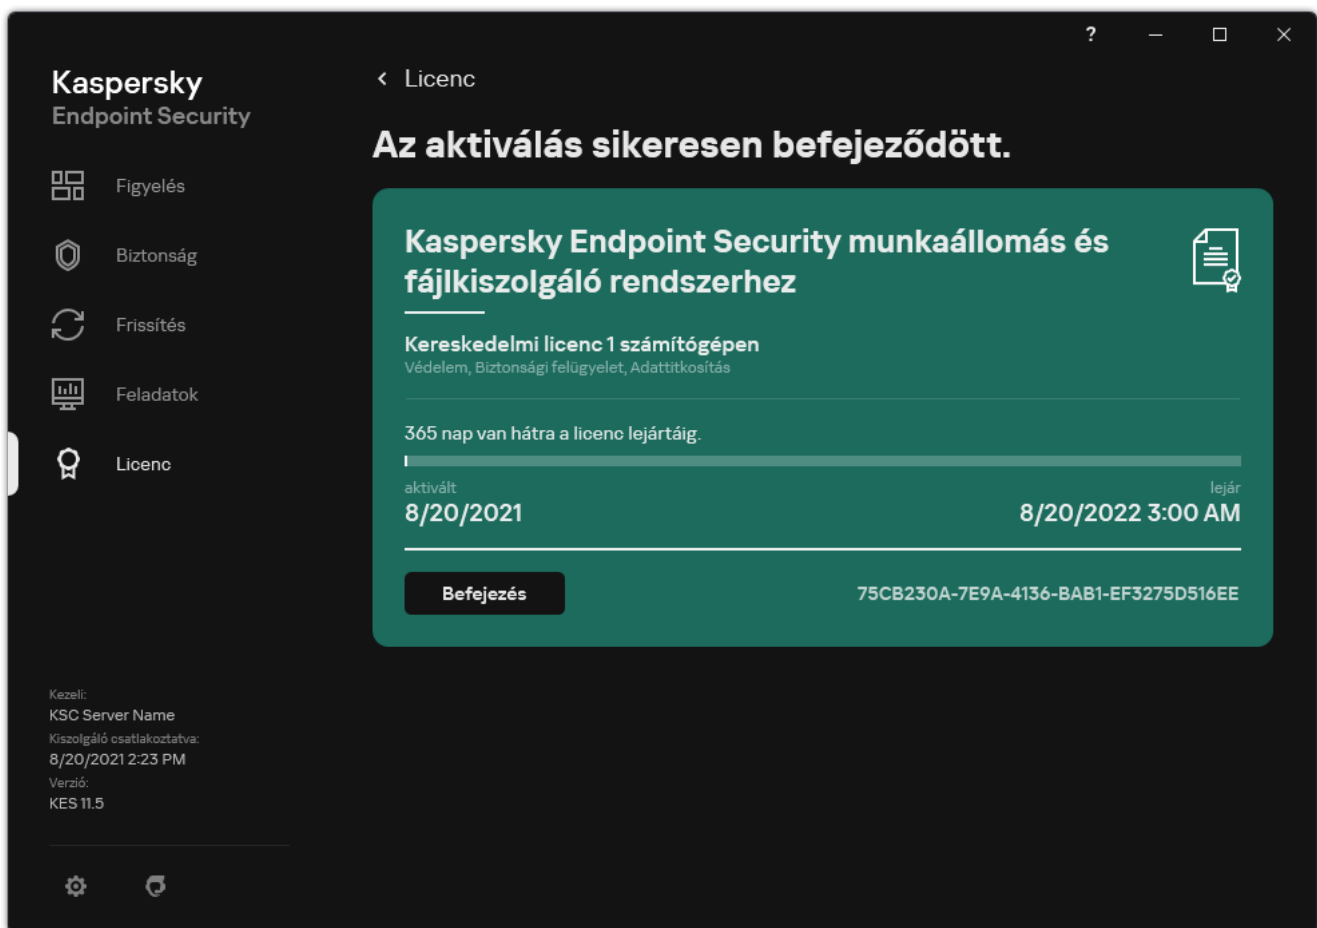 ?
Kaspersky
Endpoint Security
Figyelés
Biztonság
Frissítés
Feladatok
Licenc
Kezeli:
KSC Server Name
Kiszolgáló csatlakoztatva:
8/20/2021 2:23 PM
Verzió:
KES 11.5
Licenc
Az aktiválás sikeresen befejeződött.
Kaspersky Endpoint Security munkaállomás és
fájlkiszolgáló rendszerhez
Kereskedelmi licenc 1 számítógépen
Védelem, Biztonsági felügyelet, Adattitkosítás
365 nap van hátra a licenc lejártáig.
aktivált lejár
8/20/2021 8/20/2022 3:00 AM
Befejezés 75CB230A-7E9A-4136-BAB1-EF3275D516EE